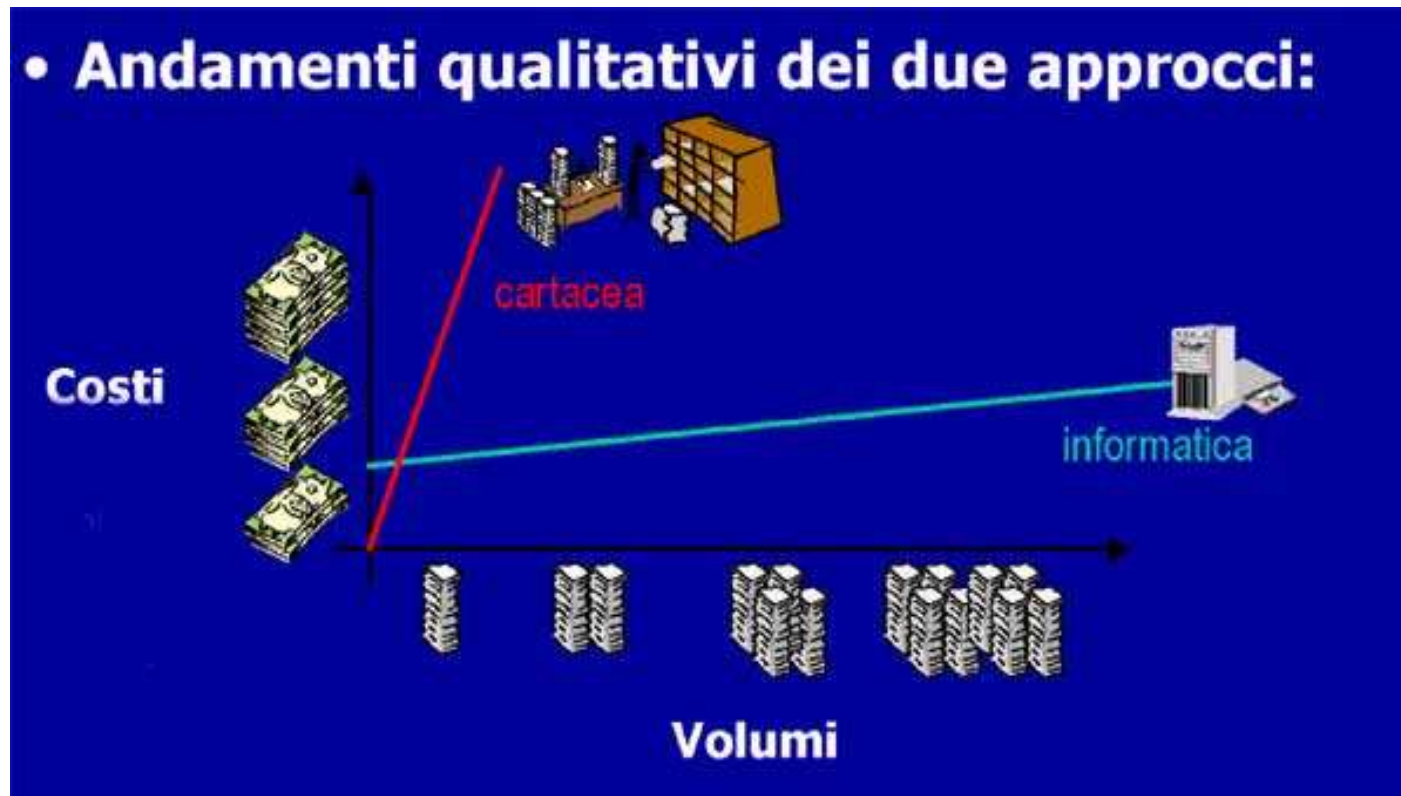 • Andamenti qualitativi dei due approcci:
cartacea
Costi
informatica
Volumi